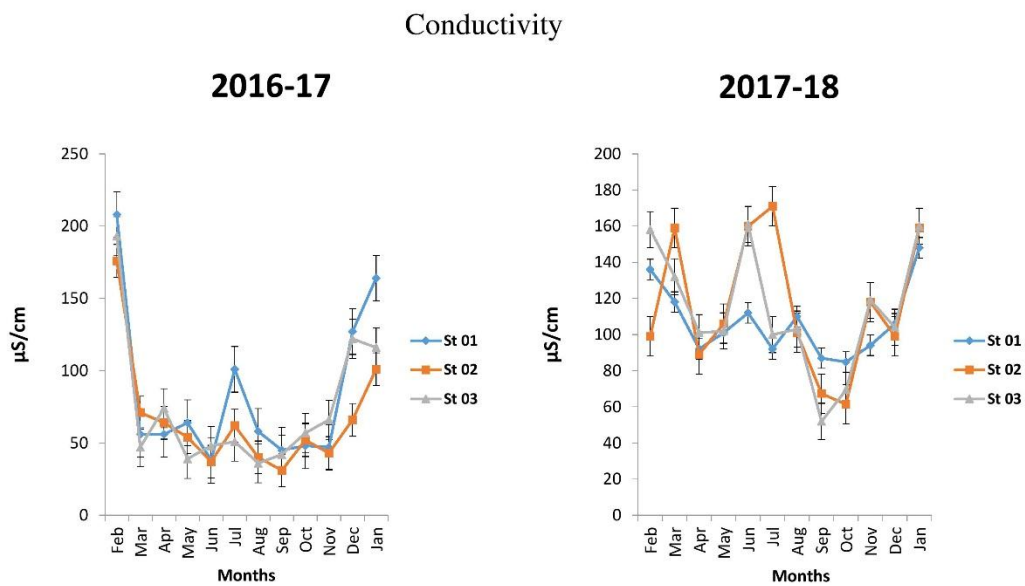 Conductivity
2016-17
250
200
150
100
50
0
µS/cm
Feb
Mar
Apr
May
Jun
Jul
Aug
Sep
Oct
Nov
Dec
Jan
Months
St 01
St 02
St 03
2017-18
200
180
160
140
120
100
80
60
40
20
0
µS/cm
Feb
Mar
Apr
May
Jun
Jul
Aug
Sep
Oct
Nov
Dec
Jan
Months
St 01
St 02
St 03